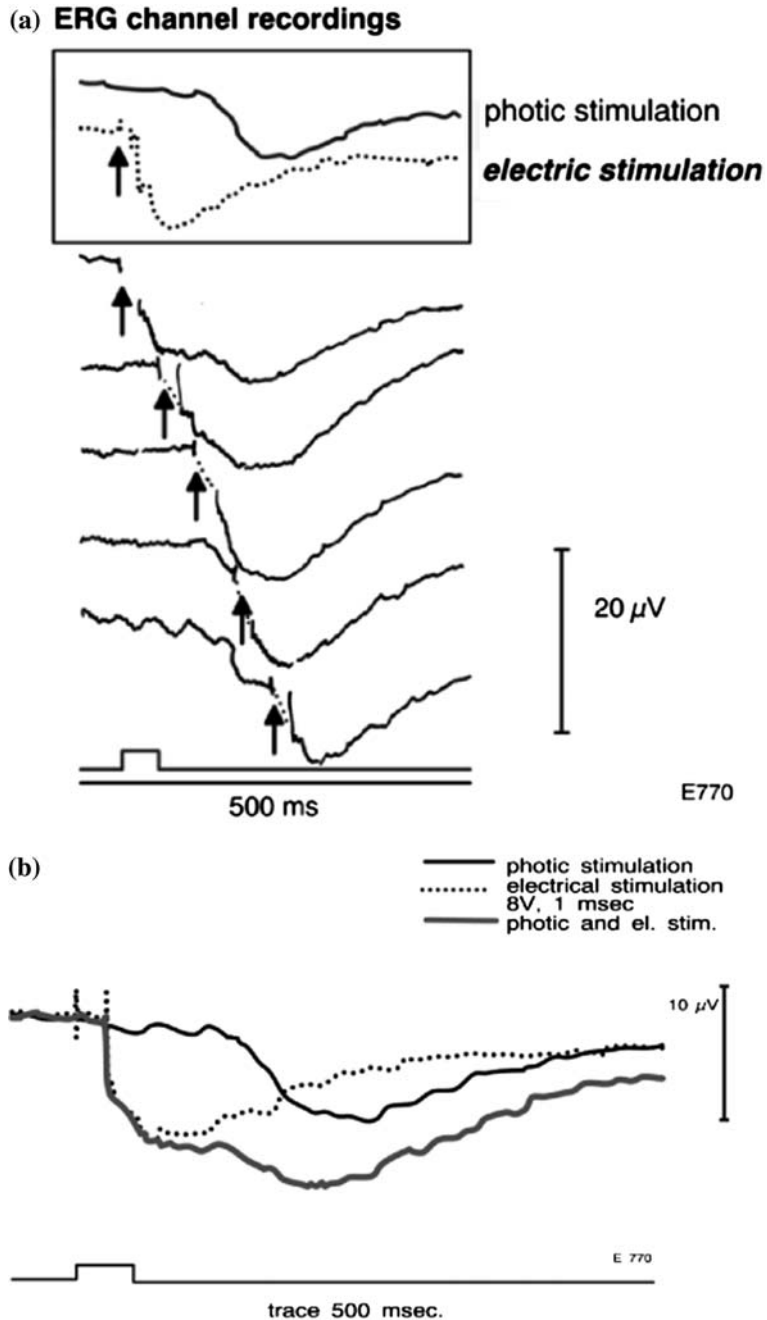 (a) ERG channel recordings
photic stimulation
electric stimulation
20 µV
500 ms
E770
(b)
photic stimulation
electrical stimulation
8V, 1 msec
photic and el. stim.
10 µV
E 770
trace 500 msec.